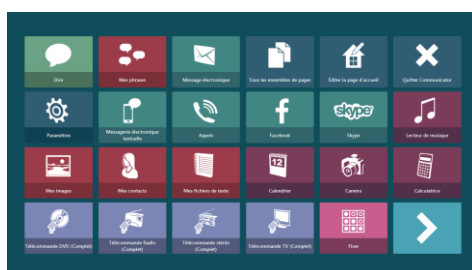 Dire
Mes phrases
Message électronique
Tous les ensembles de pages
Éditer la page d'accueil
Quitter Communicator
Paramètres
Messagerie électronique
textuelle
Appels
Facebook
skype
Skype
Lecteur de musique
Mes images
Mes contacts
Mes fichiers de texte
12
Calendrier
Caméra
Calculatrice
Télécommande DVD (Complet)
Télécommande Radio
(Complet)
Télécommande stéréo
(Complet)
Télécommande TV (Complet)